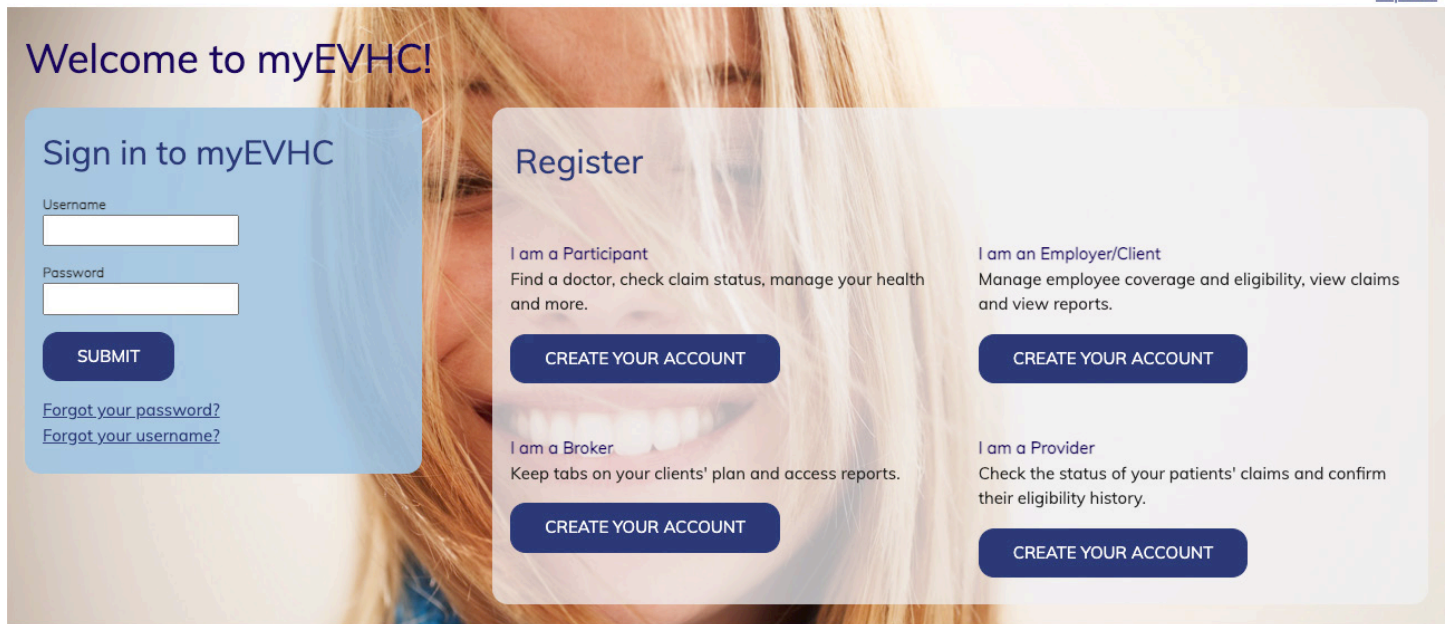 Welcome to myEVHC!
Sign in to myEVHC
Username
Password
SUBMIT
Forgot your password?
Forgot your username?
Register
I am a Participant
Find a doctor, check claim status, manage your health
and more.
CREATE YOUR ACCOUNT
I am an Employer/Client
Manage employee coverage and eligibility, view claims
and view reports.
CREATE YOUR ACCOUNT
I am a Broker
Keep tabs on your clients' plan and access reports.
CREATE YOUR ACCOUNT
I am a Provider
Check the status of your patients' claims and confirm
their eligibility history.
CREATE YOUR ACCOUNT